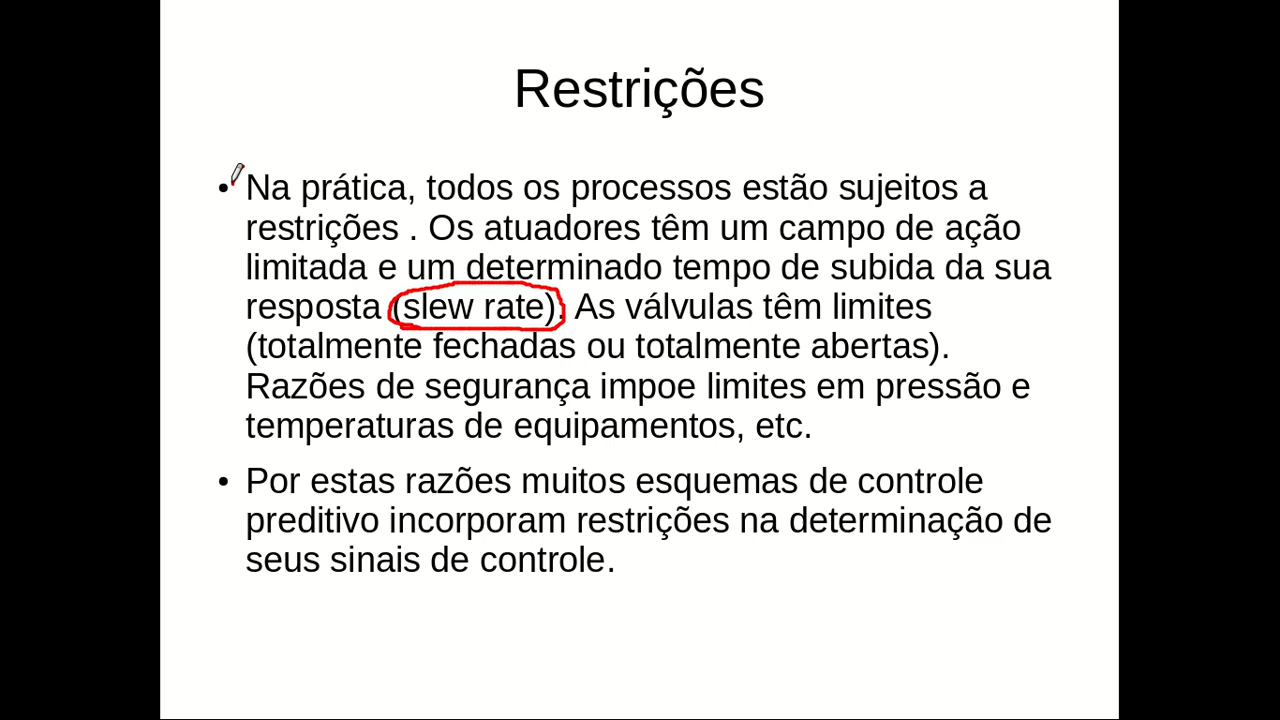 Restrições
• Na prática, todos os processos estão sujeitos a
restrições . Os atuadores têm um campo de ação
limitada e um determinado tempo de subida da sua
resposta (slew rate). As válvulas têm limites
(totalmente fechadas ou totalmente abertas).
Razões de segurança impoe limites em pressão e
temperaturas de equipamentos, etc.
• Por estas razões muitos esquemas de controle
preditivo incorporam restrições na determinação de
seus sinais de controle.